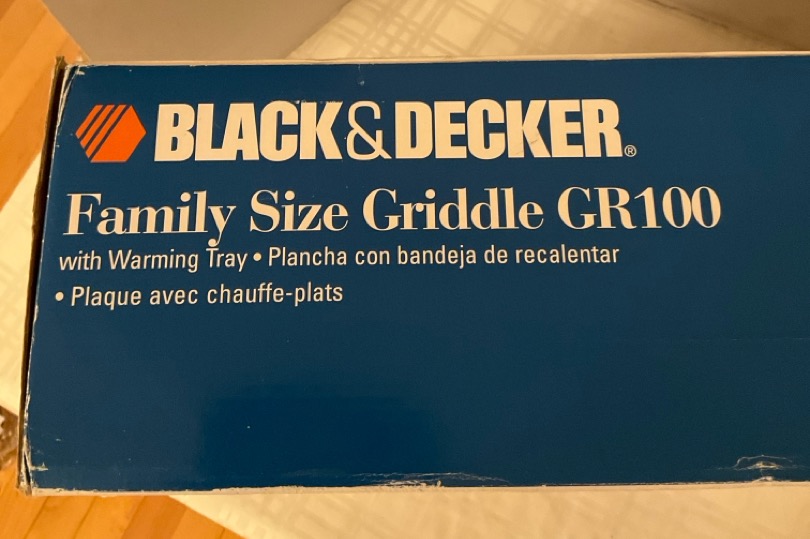 BLACK&DECKER®
Family Size Griddle GR100
with Warming Tray • Plancha con bandeja de recalentar
• Plaque avec chauffe-plats